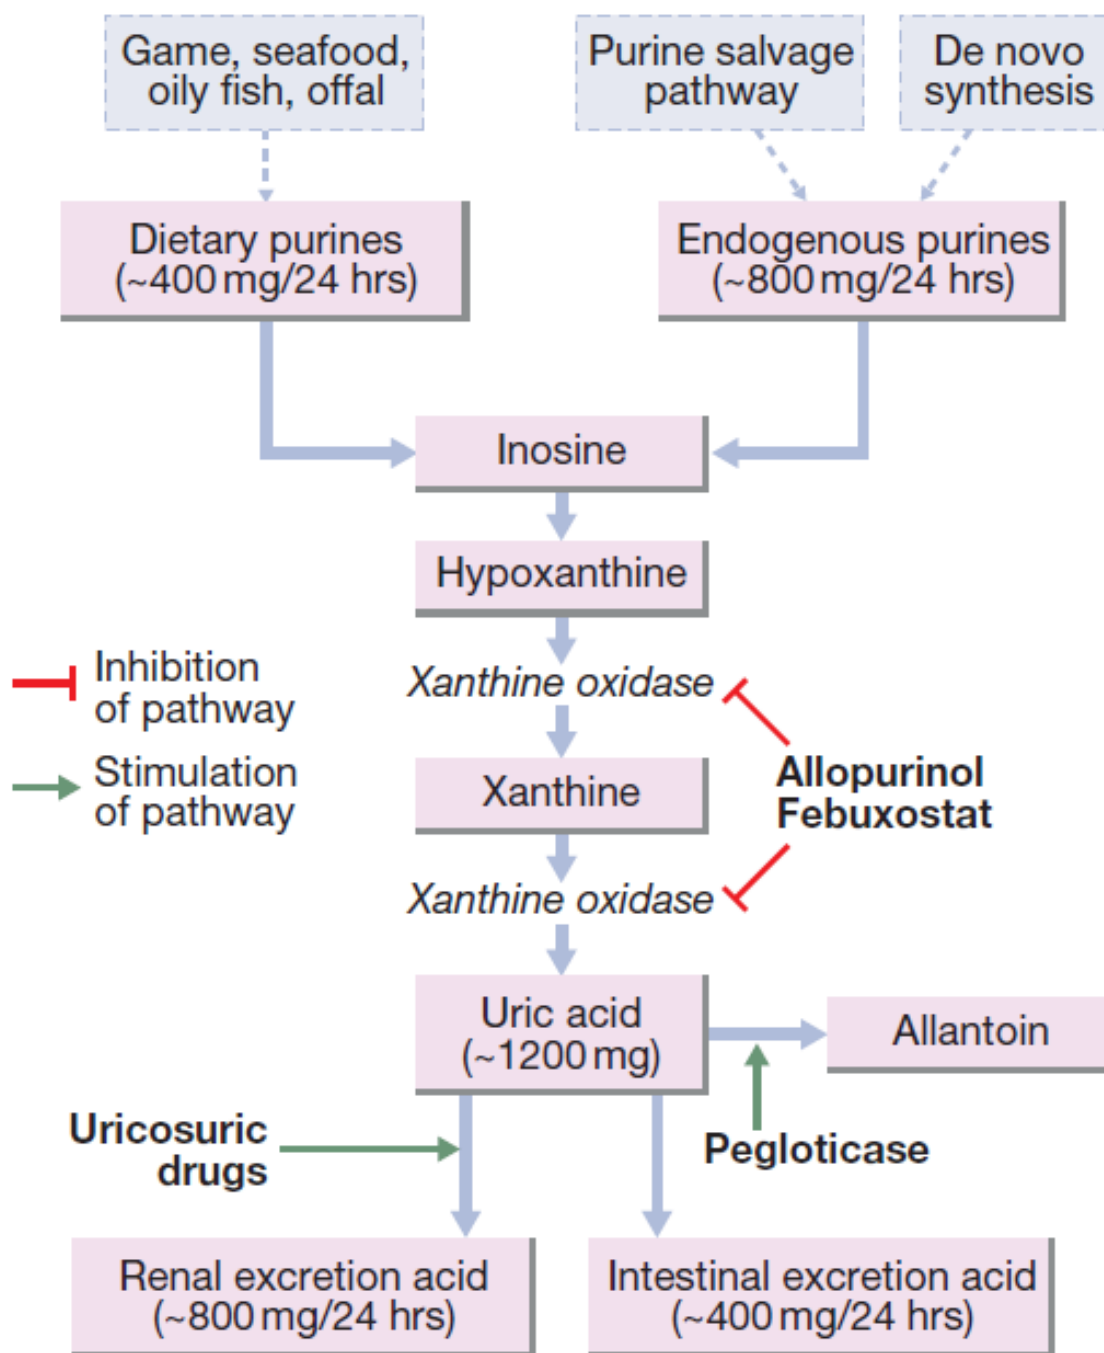 Game, seafood,
oily fish, offal
Purine salvage
pathway
De novo
synthesis
Dietary purines
(~400 mg/24 hrs)
Endogenous purines
(~800 mg/24 hrs)
Inosine
Hypoxanthine
Inhibition
of pathway
Xanthine oxidase
Stimulation
of pathway
Xanthine
Allopurinol
Febuxostat
Xanthine oxidase
Uric acid
(~1200 mg)
Allantoin
Uricosuric
drugs
Pegloticase
Renal excretion acid
(~800 mg/24 hrs)
Intestinal excretion acid
(~400 mg/24 hrs)